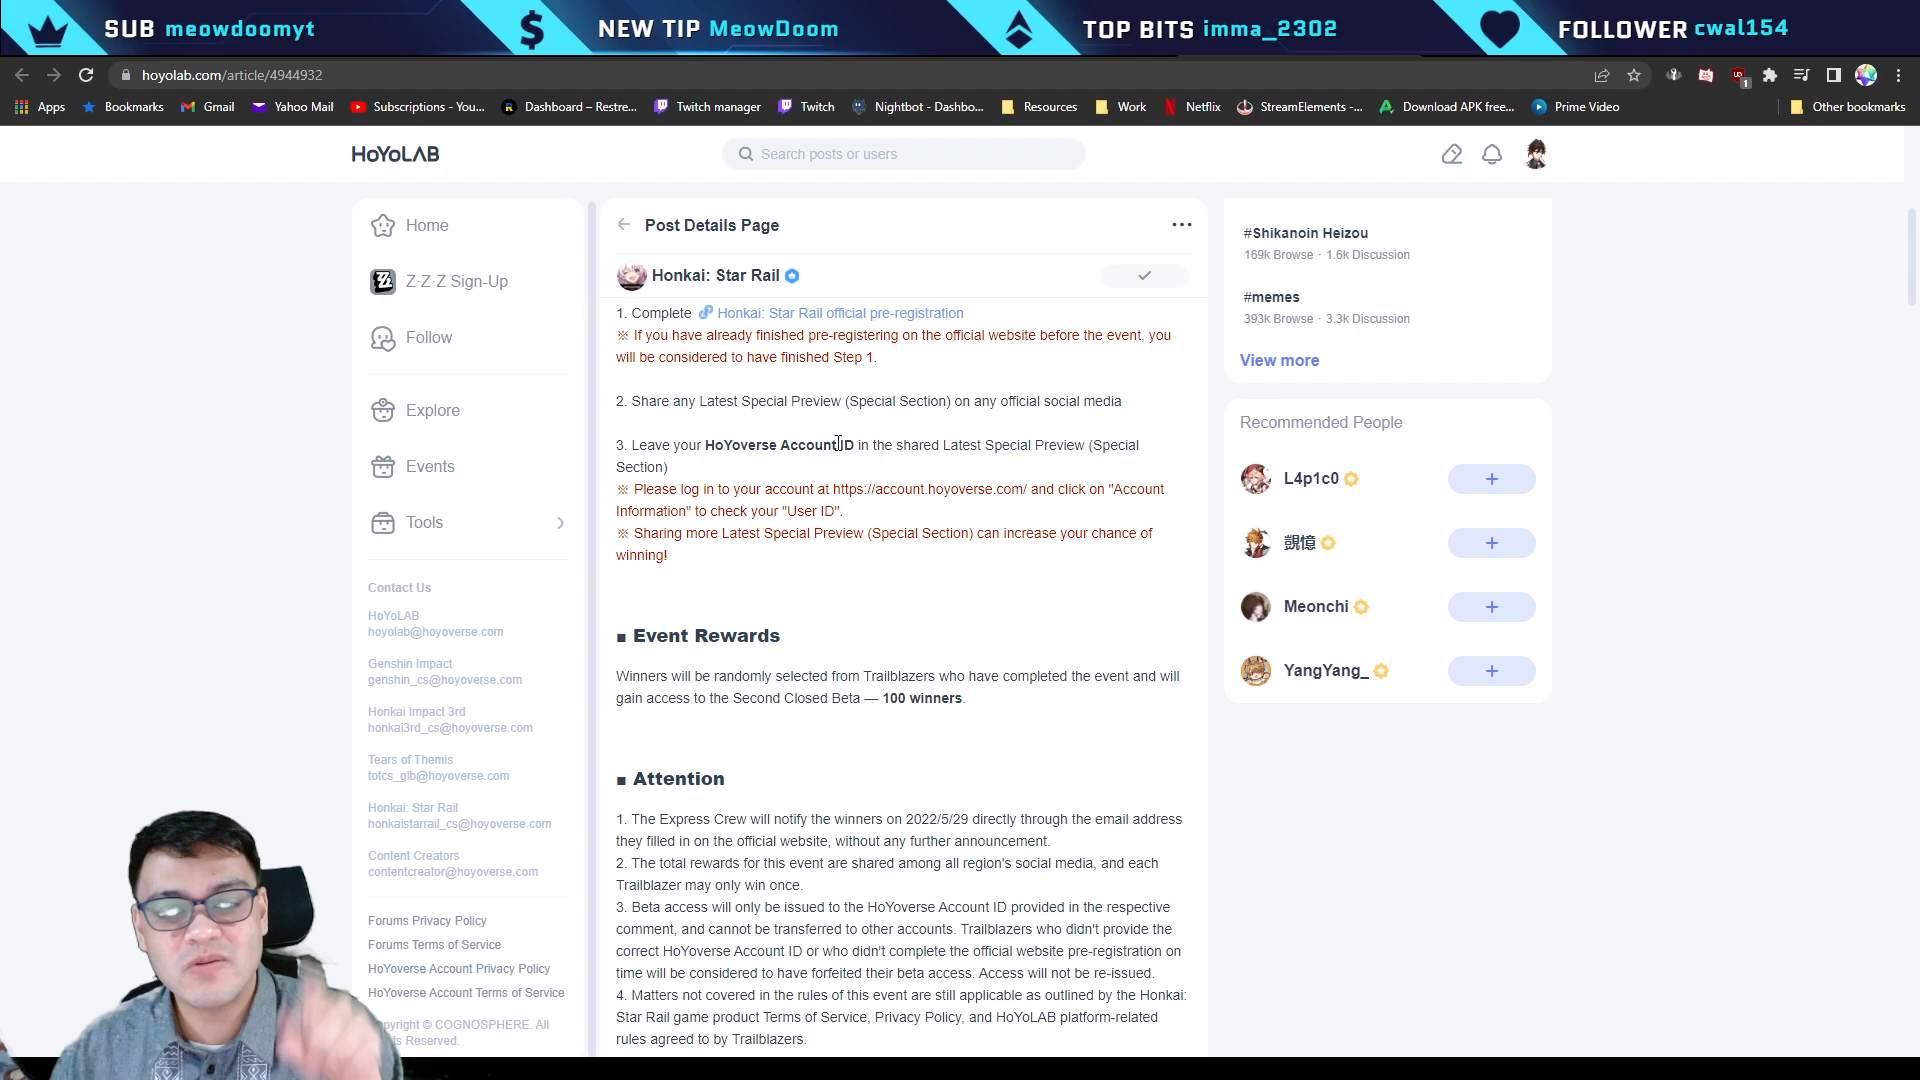 SUB meowdoomyt
NEW TIP MeowDoom
TOP BITS imma_2302
FOLLOWER cwal154
hoyolab.com/article/4944932
1
Apps
Bookmarks
Gmail
Yahoo Mail
Subscriptions - You...
Dashboard – Restre...
Twitch manager
Twitch
Nightbot - Dashbo...
Resources
Work
Netflix
StreamElements -...
Download APK free...
Prime Video
Other bookmarks
HoYoLAB
Search posts or users
Home
Z·Z·Z Sign-Up
Follow
Explore
Events
Tools
Contact Us
HoYoLAB
hoyolab@hoyoverse.com
Genshin Impact
genshin_cs@hoyoverse.com
Honkai Impact 3rd
honkai3rd_cs@hoyoverse.com
Tears of Themis
totcs_glb@hoyoverse.com
Honkai: Star Rail
honkaistarrail_cs@hoyoverse.com
Content Creators
contentcreator@hoyoverse.com
Forums Privacy Policy
Forums Terms of Service
HoYoverse Account Privacy Policy
HoYoverse Account Terms of Service
pyright © COGNOSPHERE. All
ts Reserved.
Post Details Page
Honkai: Star Rail
1. Complete Honkai: Star Rail official pre-registration
※ If you have already finished pre-registering on the official website before the event, you
will be considered to have finished Step 1.
2. Share any Latest Special Preview (Special Section) on any official social media
3. Leave your HoYoverse Account ID in the shared Latest Special Preview (Special
Section)
※ Please log in to your account at https://account.hoyoverse.com/ and click on "Account
Information" to check your "User ID".
※ Sharing more Latest Special Preview (Special Section) can increase your chance of
winning!
■ Event Rewards
Winners will be randomly selected from Trailblazers who have completed the event and will
gain access to the Second Closed Beta — 100 winners.
■ Attention
1. The Express Crew will notify the winners on 2022/5/29 directly through the email address
they filled in on the official website, without any further announcement.
2. The total rewards for this event are shared among all region's social media, and each
Trailblazer may only win once.
3. Beta access will only be issued to the HoYoverse Account ID provided in the respective
comment, and cannot be transferred to other accounts. Trailblazers who didn't provide the
correct HoYoverse Account ID or who didn't complete the official website pre-registration on
time will be considered to have forfeited their beta access. Access will not be re-issued.
4. Matters not covered in the rules of this event are still applicable as outlined by the Honkai:
Star Rail game product Terms of Service, Privacy Policy, and HoYoLAB platform-related
rules agreed to by Trailblazers.
#Shikanoin Heizou
169k Browse · 1.6k Discussion
#memes
393k Browse · 3.3k Discussion
View more
Recommended People
L4p1c0
Meonchi
YangYang_